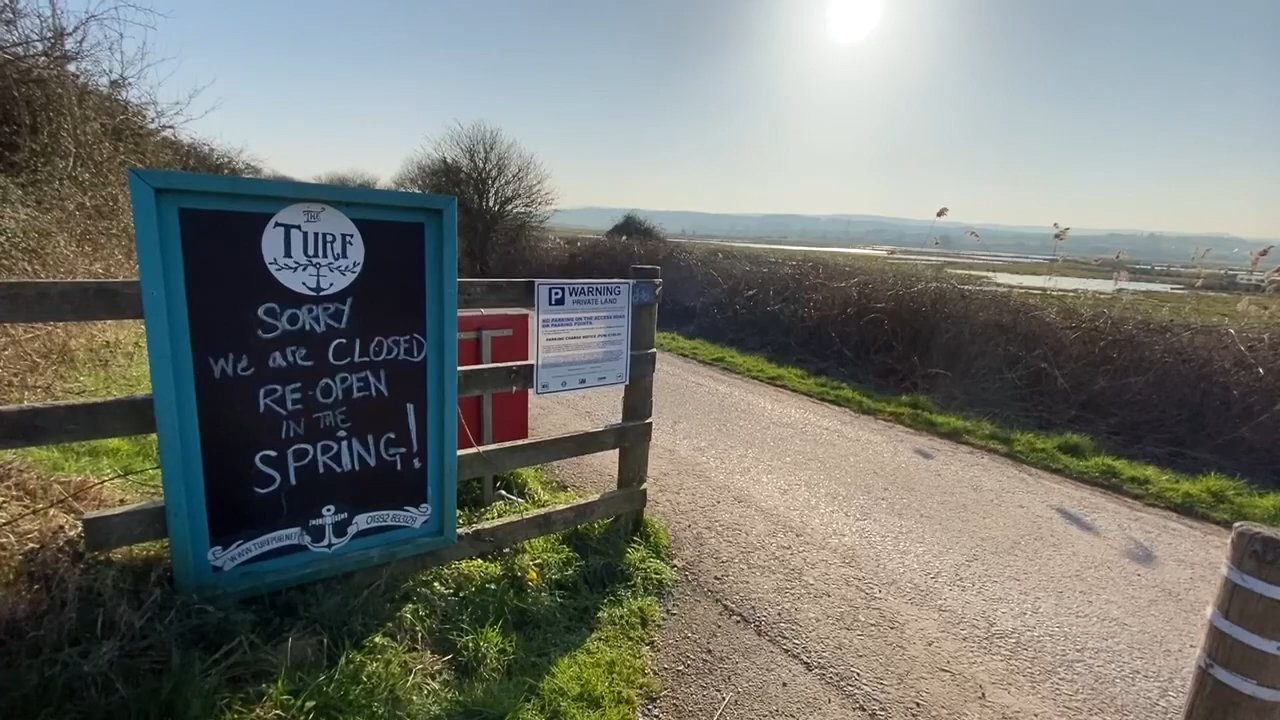 THE
TURF
SORRY
We are CLOSED
RE-OPEN
IN THE
SPRING!
WWW.TURFPUB.NET
01392 833128
P WARNING
PRIVATE LAND
NO PARKING ON THE ACCESS ROAD
OR PASSING POINTS.